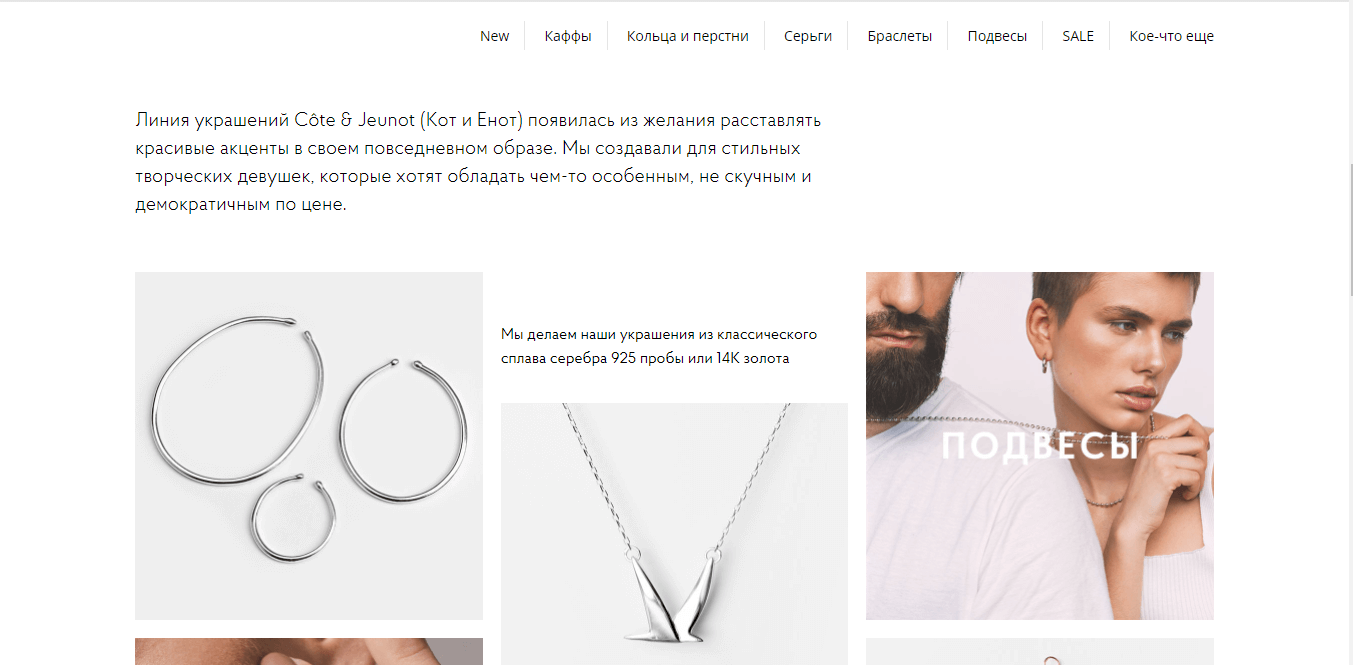 New
Каффы
Кольца и перстни
Серьги
Браслеты
Подвесы
SALE
Кое-что еще
Линия украшений Côte & Jeunot (Кот и Енот) появилась из желания расставлять
красивые акценты в своем повседневном образе. Мы создавали для стильных
творческих девушек, которые хотят обладать чем-то особенным, не скучным и
демократичным по цене.
Мы делаем наши украшения из классического
сплава серебра 925 пробы или 14К золота
ПОДВЕСЫ